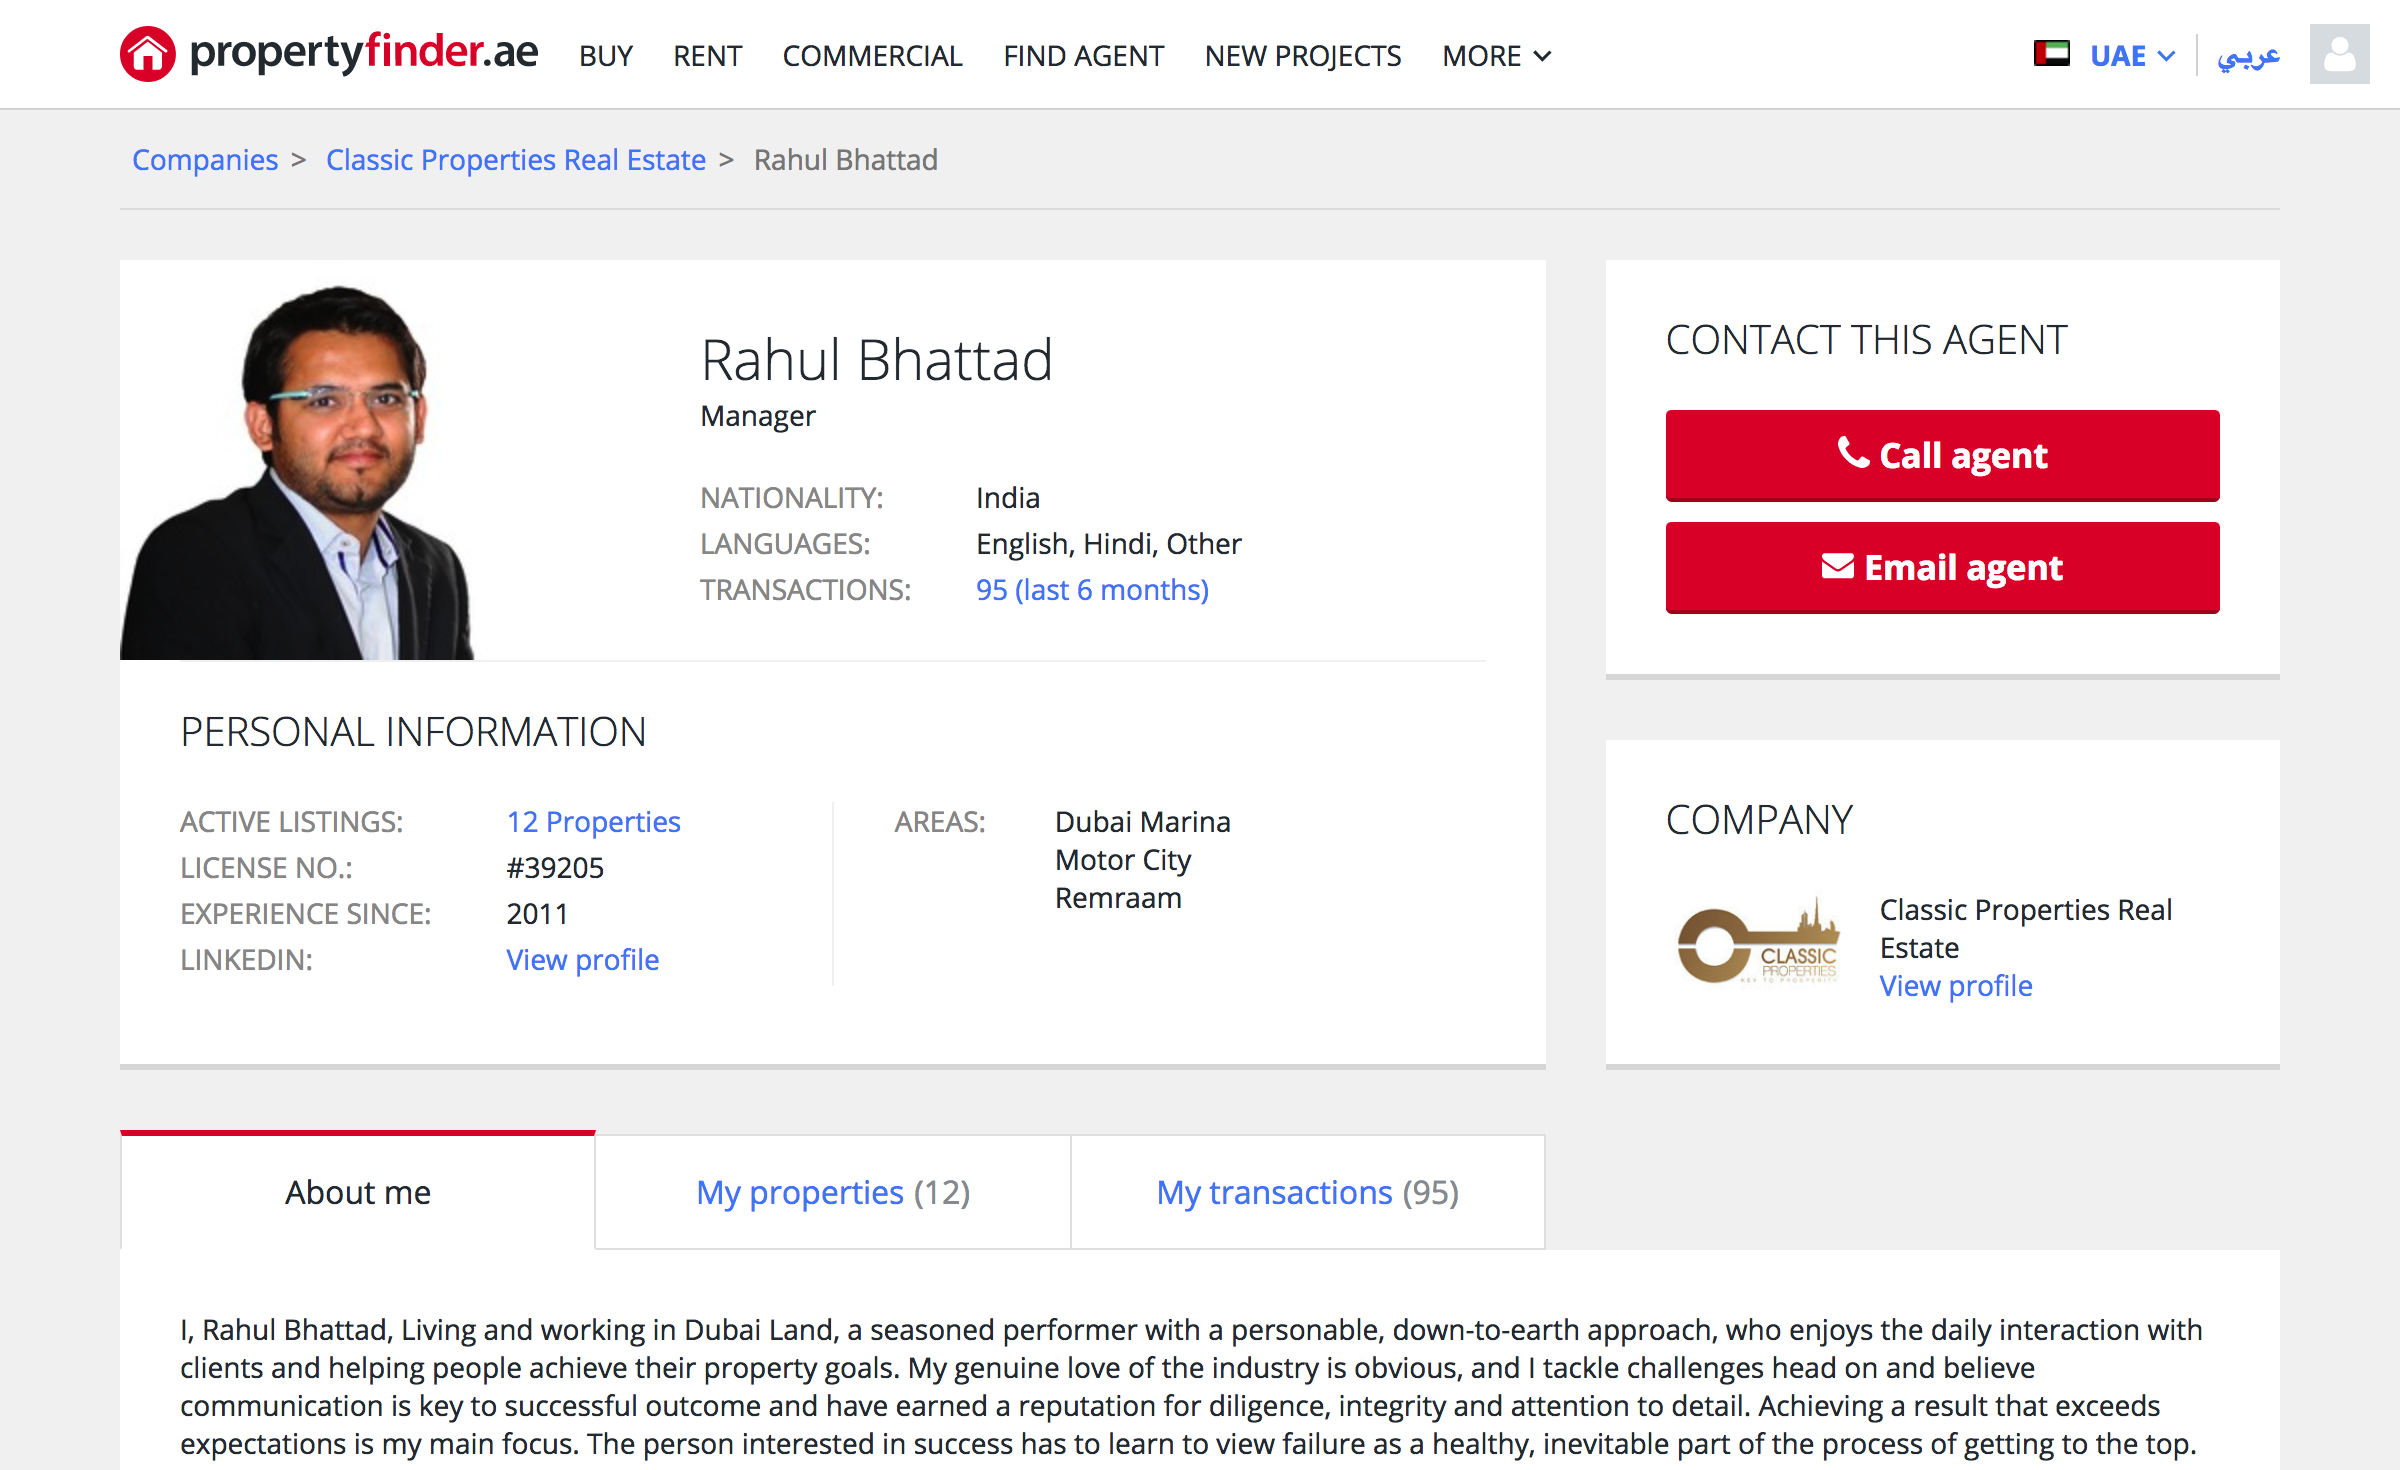 propertyfinder.ae BUY RENT COMMERCIAL FIND AGENT NEW PROJECTS MORE UAE عربي
Companies > Classic Properties Real Estate > Rahul Bhattad
Rahul Bhattad
Manager
NATIONALITY: India
LANGUAGES: English, Hindi, Other
TRANSACTIONS: 95 (last 6 months)
PERSONAL INFORMATION
ACTIVE LISTINGS: 12 Properties
LICENSE NO.: #39205
EXPERIENCE SINCE: 2011
LINKEDIN: View profile
AREAS: Dubai Marina
Motor City
Remraam
CONTACT THIS AGENT
Call agent
Email agent
COMPANY
CLASSIC
PROPERTIES
KEY TO PROSPERITY
Classic Properties Real
Estate
View profile
About me
My properties (12)
My transactions (95)
I, Rahul Bhattad, Living and working in Dubai Land, a seasoned performer with a personable, down-to-earth approach, who enjoys the daily interaction with
clients and helping people achieve their property goals. My genuine love of the industry is obvious, and I tackle challenges head on and believe
communication is key to successful outcome and have earned a reputation for diligence, integrity and attention to detail. Achieving a result that exceeds
expectations is my main focus. The person interested in success has to learn to view failure as a healthy, inevitable part of the process of getting to the top.